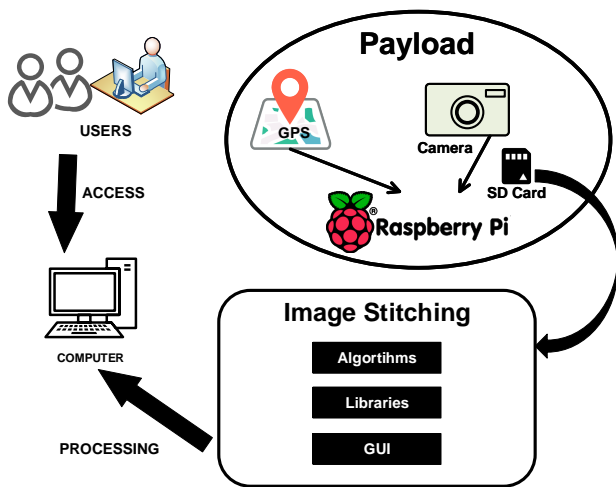 Payload
USERS
GPS
Camera
SD Card
ACCESS
Raspberry Pi
®
COMPUTER
Image Stitching
Algortihms
Libraries
GUI
PROCESSING